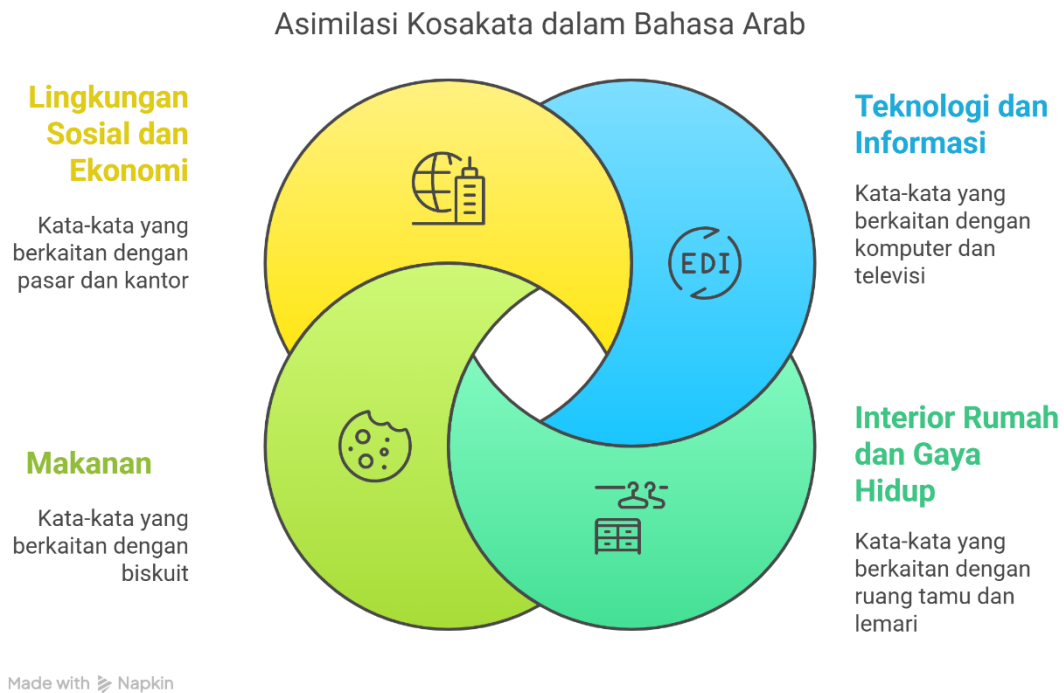 Asimilasi Kosakata dalam Bahasa Arab
Lingkungan
Sosial dan
Ekonomi
Kata-kata yang
berkaitan dengan
pasar dan kantor
Teknologi dan
Informasi
Kata-kata yang
berkaitan dengan
komputer dan
televisi
EDI
Makanan
Kata-kata yang
berkaitan dengan
biskuit
Interior Rumah
dan Gaya
Hidup
Kata-kata yang
berkaitan dengan
ruang tamu dan
lemari
Made with Napkin